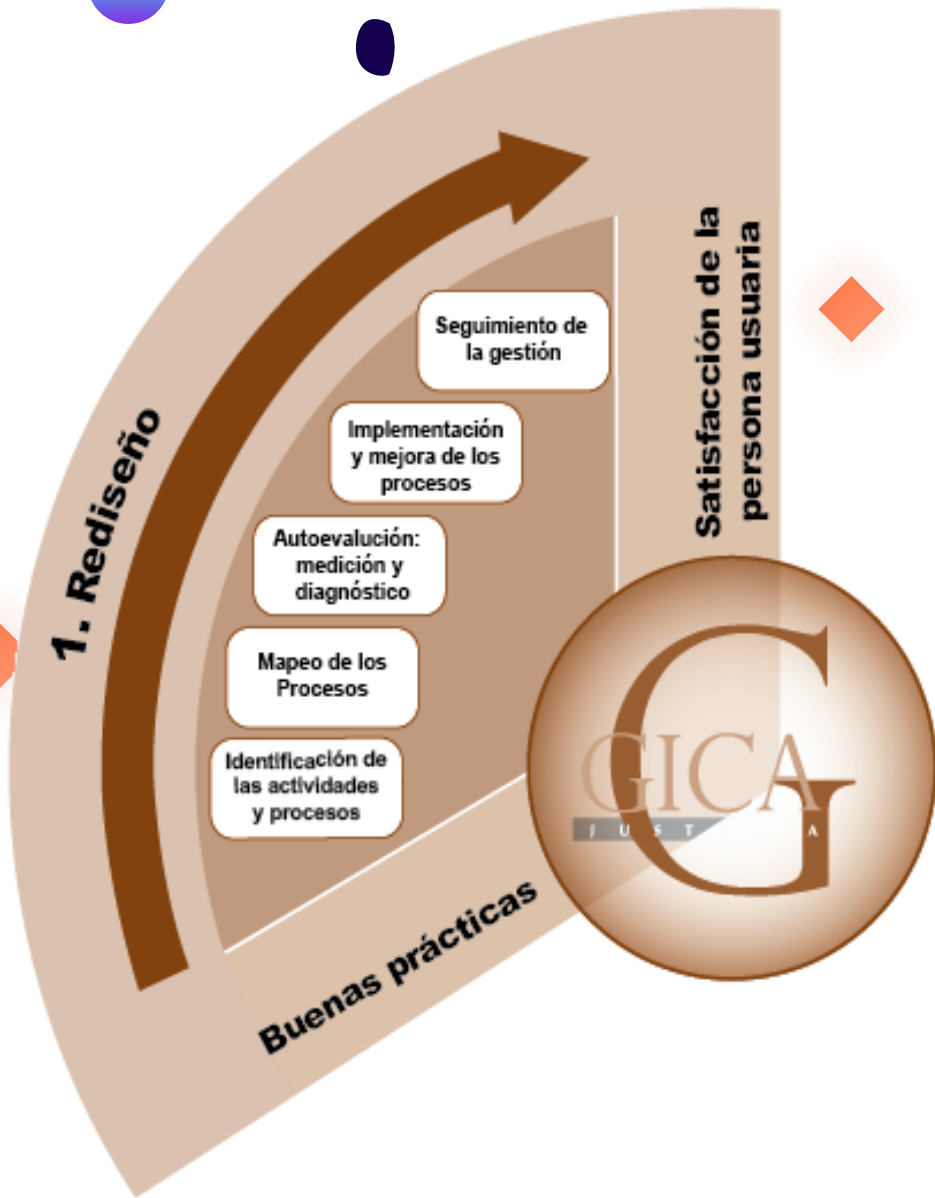 1. Rediseño
Seguimiento de
la gestión
Implementación
y mejora de los
procesos
Autoevalución:
medición y
diagnóstico
Mapeo de los
Procesos
Identificación de
las actividades
y procesos
Satisfacción de la
persona usuaria
Buenas prácticas
G
GICA
JUST A